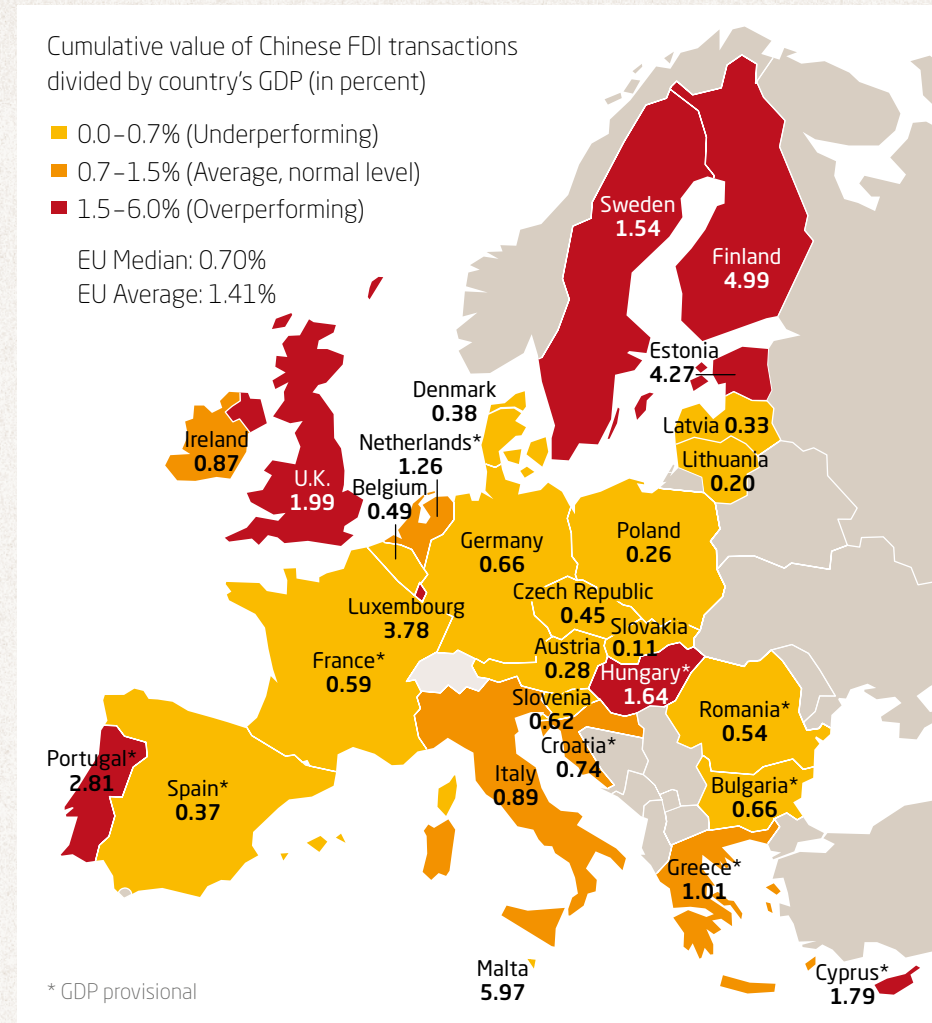 Cumulative value of Chinese FDI transactions
divided by country's GDP (in percent)
0.0–0.7% (Underperforming)
0.7–1.5% (Average, normal level)
1.5–6.0% (Overperforming)
EU Median: 0.70%
EU Average: 1.41%
Sweden
1.54
Finland
4.99
Estonia
4.27
Denmark
0.38
Latvia 0.33
Netherlands*
1.26
Ireland
0.87
Lithuania
0.20
U.K.
1.99
Belgium
0.49
Germany
0.66
Poland
0.26
Czech Republic
0.45
Luxembourg
3.78
Slovakia
0.11
Austria
0.28
France*
0.59
Hungary*
1.64
Slovenia
0.62
Romania*
0.54
Croatia*
0.74
Portugal*
2.81
Spain*
0.37
Italy
0.89
Bulgaria*
0.66
Greece*
1.01
Malta
5.97
Cyprus*
1.79
* GDP provisional